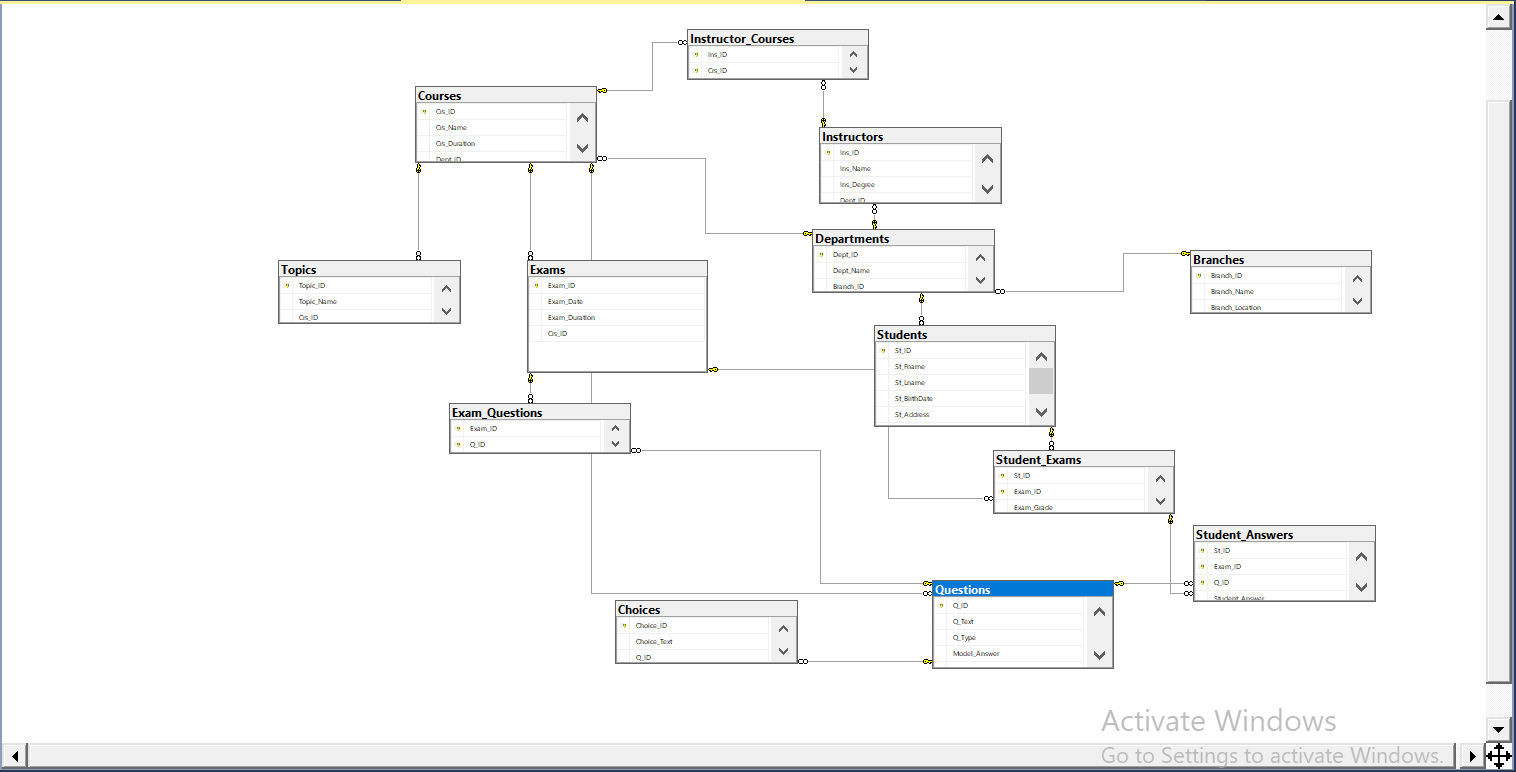 Instructor_Courses
Ins_ID
Crs_ID
Courses
Crs_ID
Crs_Name
Crs_Duration
Dept_ID
Instructors
Ins_ID
Ins_Name
Ins_Degree
Dept_ID
Departments
Dept_ID
Dept_Name
Branch_ID
Branches
Branch_ID
Branch_Name
Branch_Location
Topics
Topic_ID
Topic_Name
Crs_ID
Exams
Exam_ID
Exam_Date
Exam_Duration
Crs_ID
Students
St_ID
St_Fname
St_Lname
St_BirthDate
St_Address
Exam_Questions
Exam_ID
Q_ID
Student_Exams
St_ID
Exam_ID
Exam_Grade
Student_Answers
St_ID
Exam_ID
Q_ID
Student_Answer
Questions
Q_ID
Q_Text
Q_Type
Model_Answer
Choices
Choice_ID
Choice_Text
Q_ID
Activate Windows
Go to Settings to activate Windows.